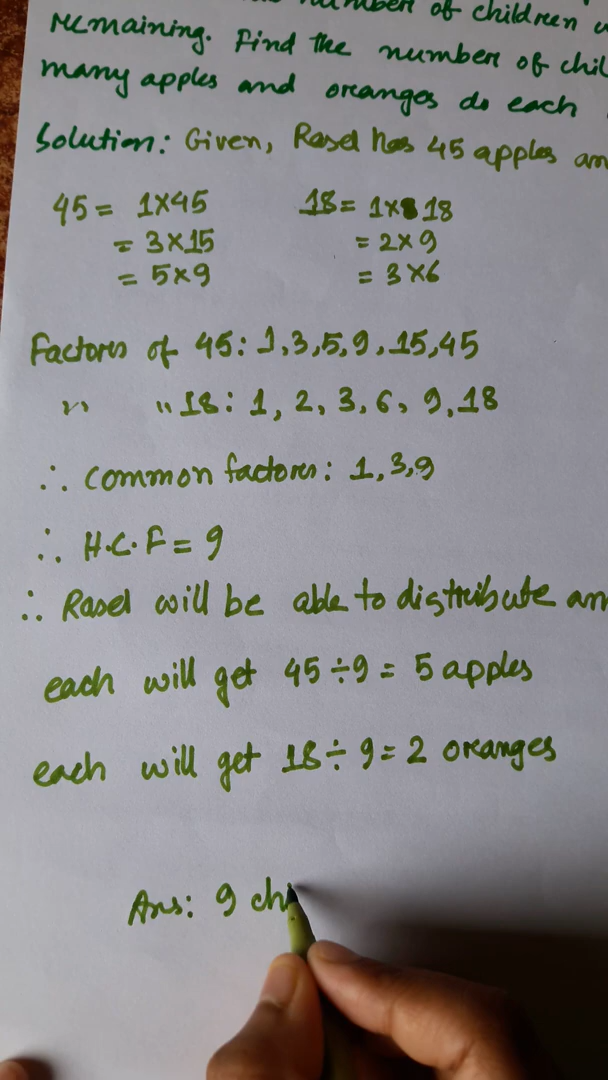 number of children
remaining. Find the number of chil
many apples and oranges do each
Solution: Given, Rasel has 45 apples an
45 = 1×45 18 = 1×18
= 3×15 = 2×9
= 5×9 = 3×6
Factors of 45: 1,3,5,9,15,45
" " 18: 1, 2, 3, 6, 9, 18
∴ Common factors: 1,3,9
∴ H.C.F = 9
∴ Rasel will be able to distribute am
each will get 45 ÷ 9 = 5 apples
each will get 18 ÷ 9 = 2 oranges
Ans: 9 chi